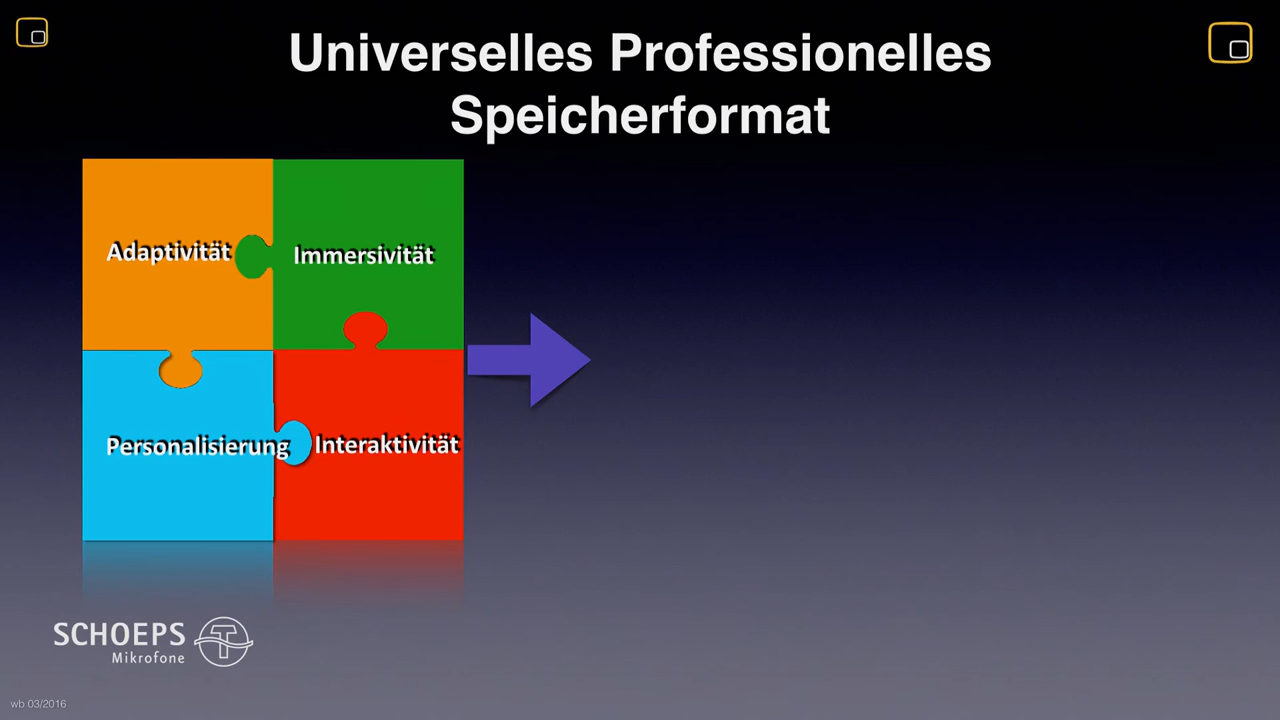 Universelles Professionelles
Speicherformat
Adaptivität
Immersivität
Personalisierung
Interaktivität
SCHOEPS
Mikrofone
wb 03/2016